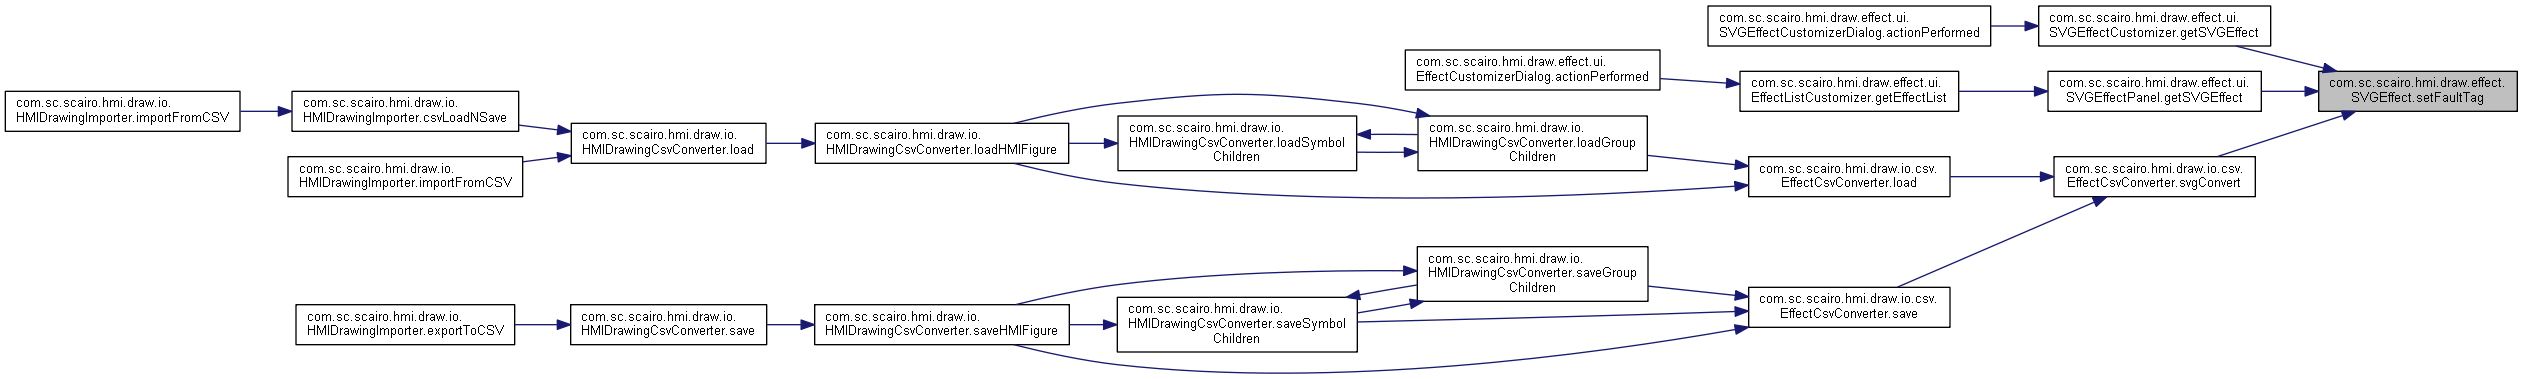 com.sc.scairo.hmi.draw.effect.ui.
SVGEffectCustomizerDialog.actionPerformed
com.sc.scairo.hmi.draw.effect.ui.
SVGEffectCustomizer.getSVGEffect
com.sc.scairo.hmi.draw.effect.ui.
EffectCustomizerDialog.actionPerformed
com.sc.scairo.hmi.draw.effect.ui.
EffectListCustomizer.getEffectList
com.sc.scairo.hmi.draw.effect.ui.
SVGEffectPanel.getSVGEffect
com.sc.scairo.hmi.draw.effect.
SVGEffect.setFaultTag
com.sc.scairo.hmi.draw.io.
HMIDrawingImporter.importFromCSV
com.sc.scairo.hmi.draw.io.
HMIDrawingImporter.csvLoadNSave
com.sc.scairo.hmi.draw.io.
HMIDrawingCsvConverter.load
com.sc.scairo.hmi.draw.io.
HMIDrawingCsvConverter.loadHMIFigure
com.sc.scairo.hmi.draw.io.
HMIDrawingCsvConverter.loadSymbol
Children
com.sc.scairo.hmi.draw.io.
HMIDrawingCsvConverter.loadGroup
Children
com.sc.scairo.hmi.draw.io.
HMIDrawingImporter.importFromCSV
com.sc.scairo.hmi.draw.io.csv.
EffectCsvConverter.load
com.sc.scairo.hmi.draw.io.csv.
EffectCsvConverter.svgConvert
com.sc.scairo.hmi.draw.io.
HMIDrawingCsvConverter.saveGroup
Children
com.sc.scairo.hmi.draw.io.
HMIDrawingImporter.exportToCSV
com.sc.scairo.hmi.draw.io.
HMIDrawingCsvConverter.save
com.sc.scairo.hmi.draw.io.
HMIDrawingCsvConverter.saveHMIFigure
com.sc.scairo.hmi.draw.io.
HMIDrawingCsvConverter.saveSymbol
Children
com.sc.scairo.hmi.draw.io.csv.
EffectCsvConverter.save